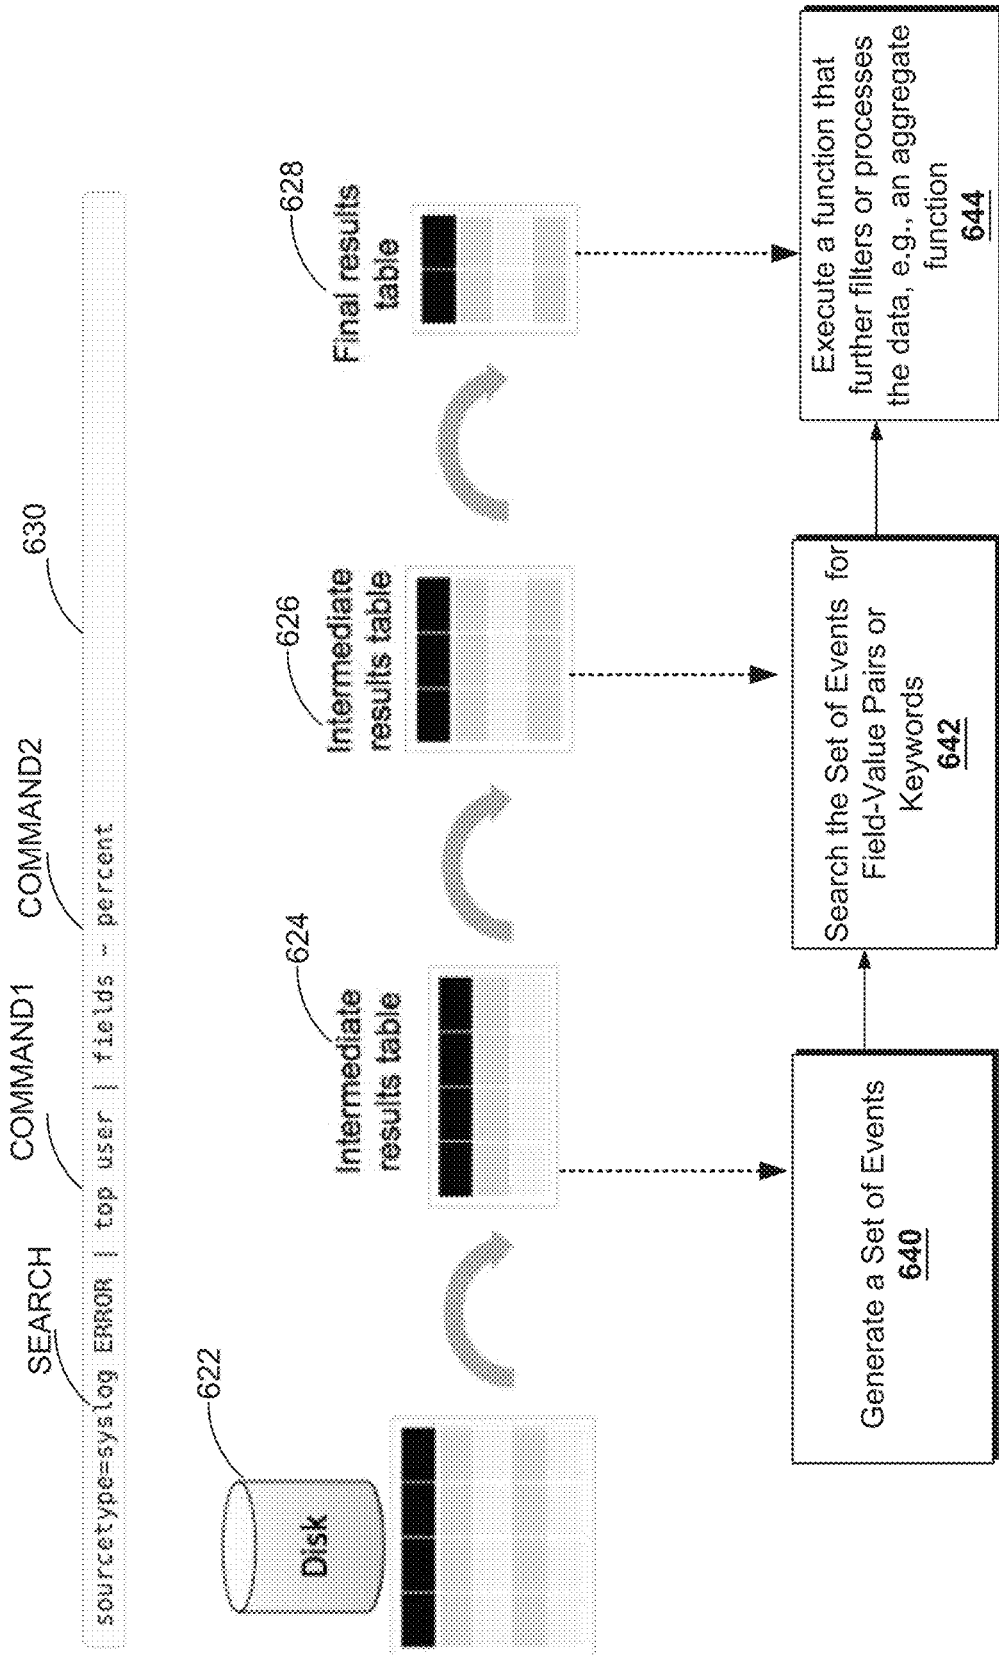 SEARCH
COMMAND1
COMMAND2
630
sourcetype=syslog ERROR | top user | fields - percent
622
Disk
624
Intermediate
results table
626
Intermediate
results table
628
Final results
table
Generate a Set of Events
640
Search the Set of Events for
Field-Value Pairs or
Keywords
642
Execute a function that
further filters or processes
the data, e.g., an aggregate
function
644